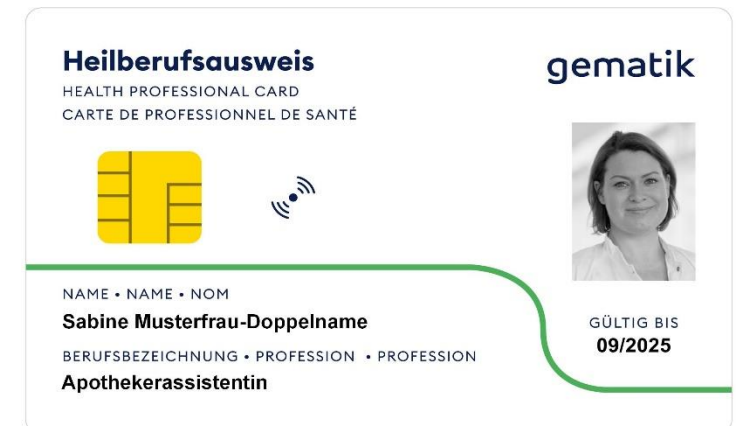 Heilberufsausweis
gematik
HEALTH PROFESSIONAL CARD
CARTE DE PROFESSIONNEL DE SANTÉ
NAME • NAME • NOM
Sabine Musterfrau-Doppelname
BERUFSBEZEICHNUNG • PROFESSION • PROFESSION
Apothekerassistentin
GÜLTIG BIS
09/2025